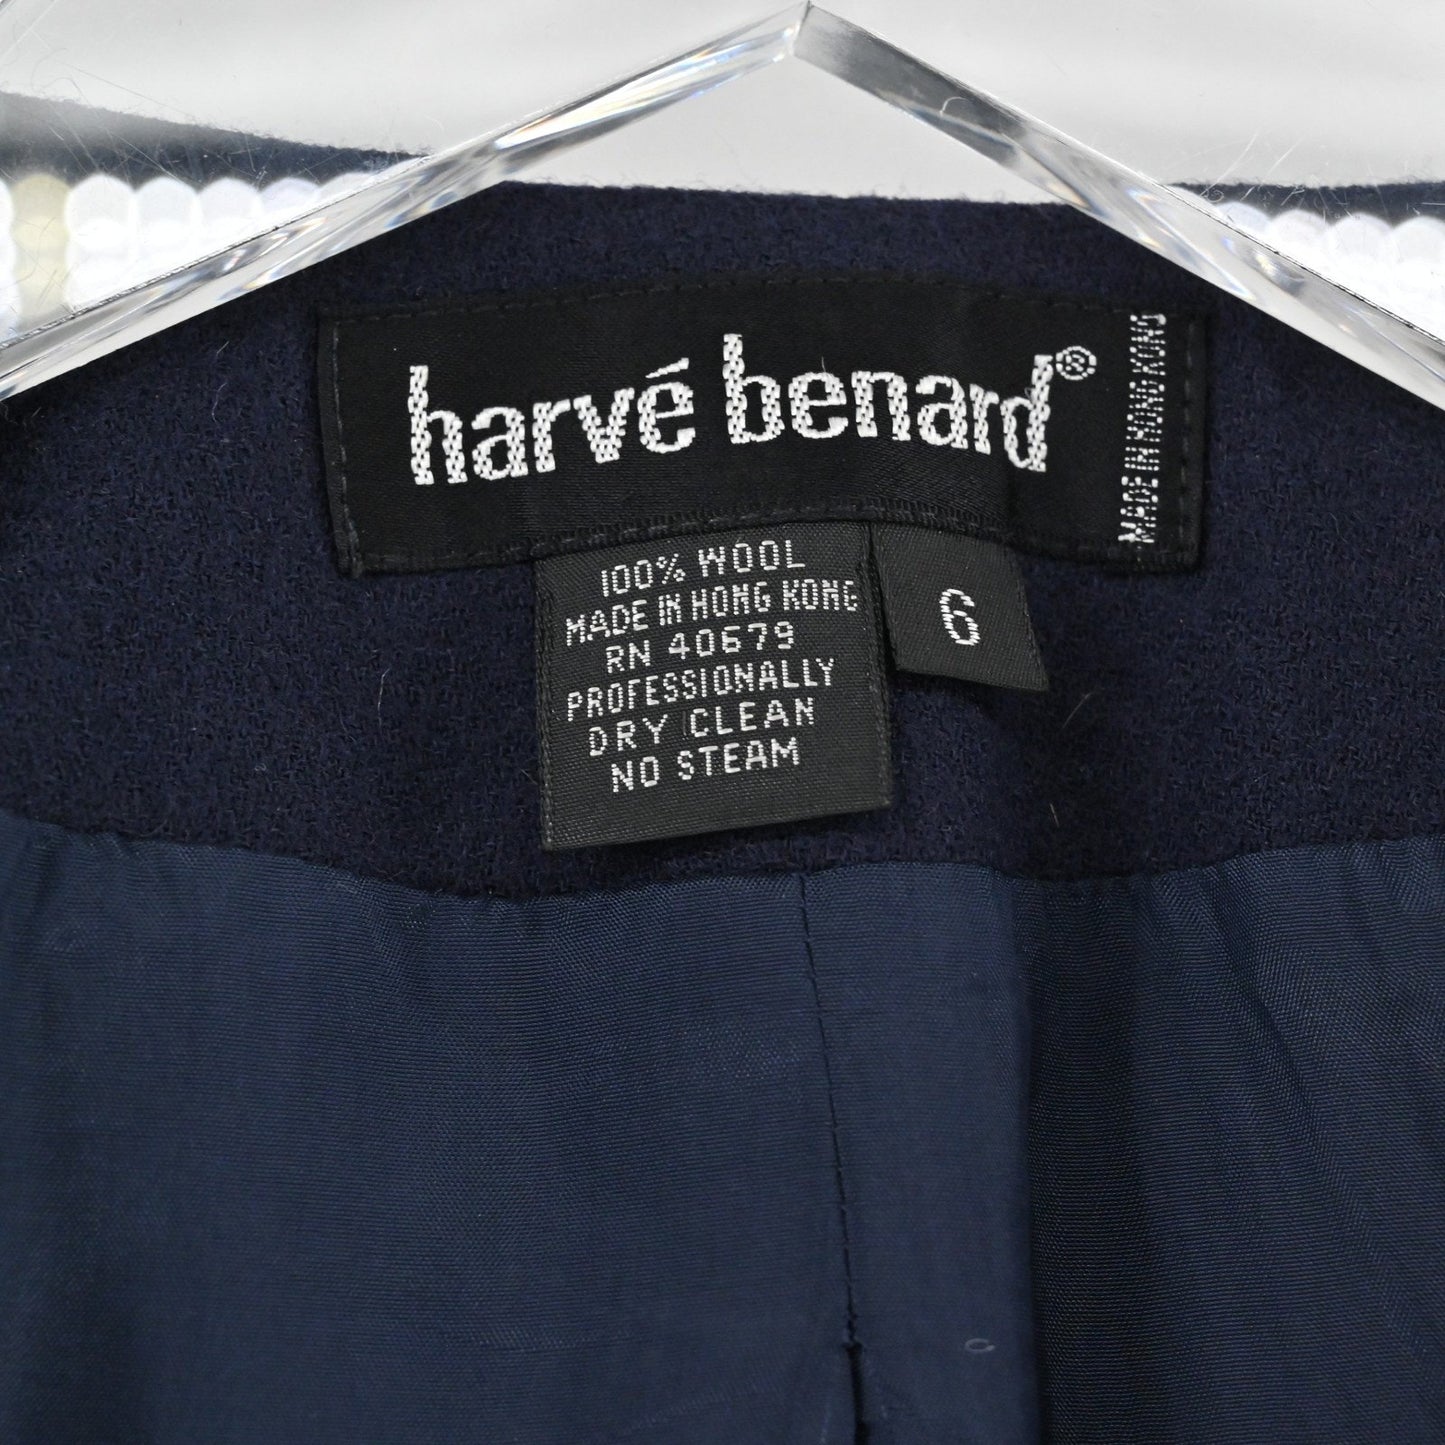 harvé benard®
MADE IN HONG KONG
100% WOOL
MADE IN HONG KONG
RN 40679
PROFESSIONALLY
DRY CLEAN
NO STEAM
6